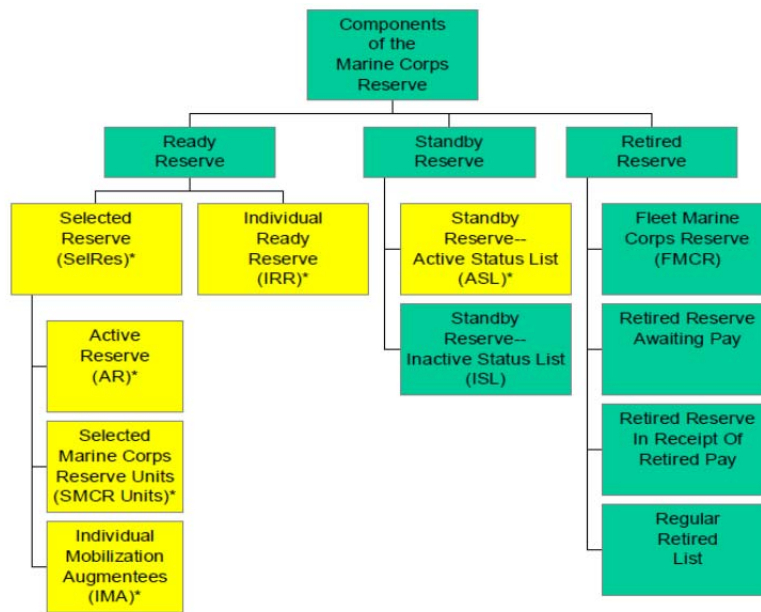 Components
of the
Marine Corps
Reserve
Ready
Reserve
Standby
Reserve
Retired
Reserve
Selected
Reserve
(SelRes)*
Individual
Ready
Reserve
(IRR)*
Standby
Reserve--
Active Status List
(ASL)*
Fleet Marine
Corps Reserve
(FMCR)
Active
Reserve
(AR)*
Standby
Reserve--
Inactive Status List
(ISL)
Retired Reserve
Awaiting Pay
Selected
Marine Corps
Reserve Units
(SMCR Units)*
Retired Reserve
In Receipt Of
Retired Pay
Individual
Mobilization
Augmentees
(IMA)*
Regular
Retired
List